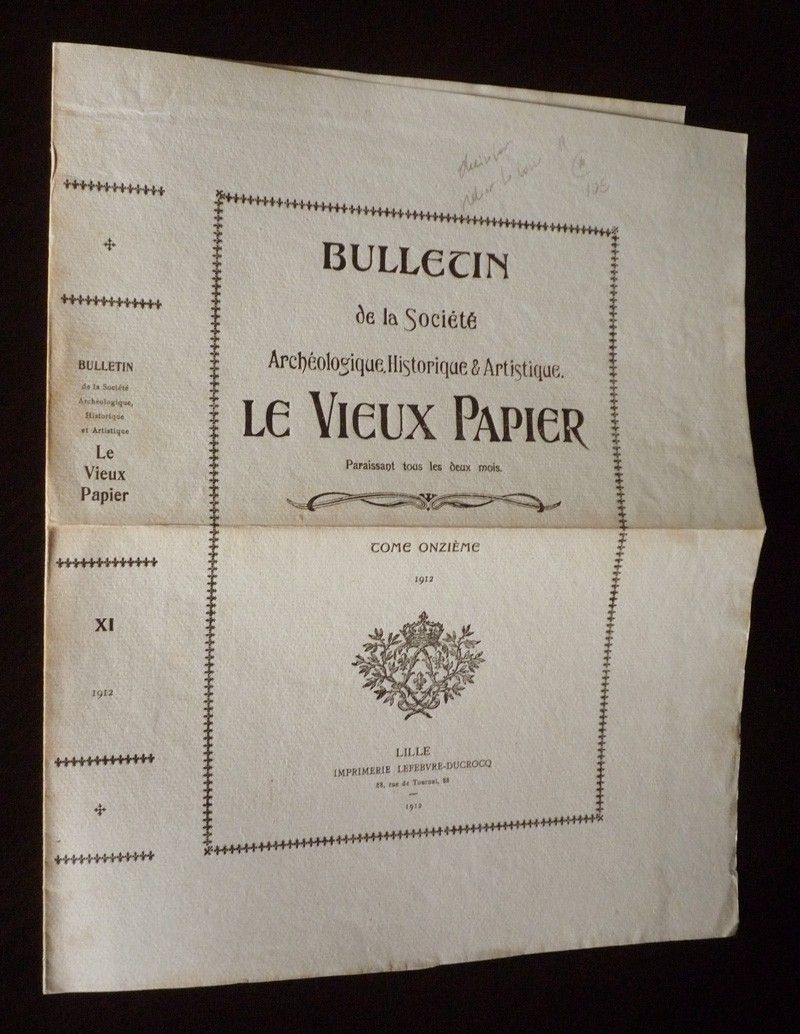 BULLETIN
de la Société
Archéologique, Historique & Artistique.
LE VIEUX PAPIER
Paraissant tous les deux mois.
TOME ONZIÈME
1912
LILLE
IMPRIMERIE LEFEBVRE-DUCROCQ
88, rue de Tournai, 88
1912
BULLETIN
de la Société
Archéologique,
Historique
et Artistique
Le
Vieux
Papier
XI
1912